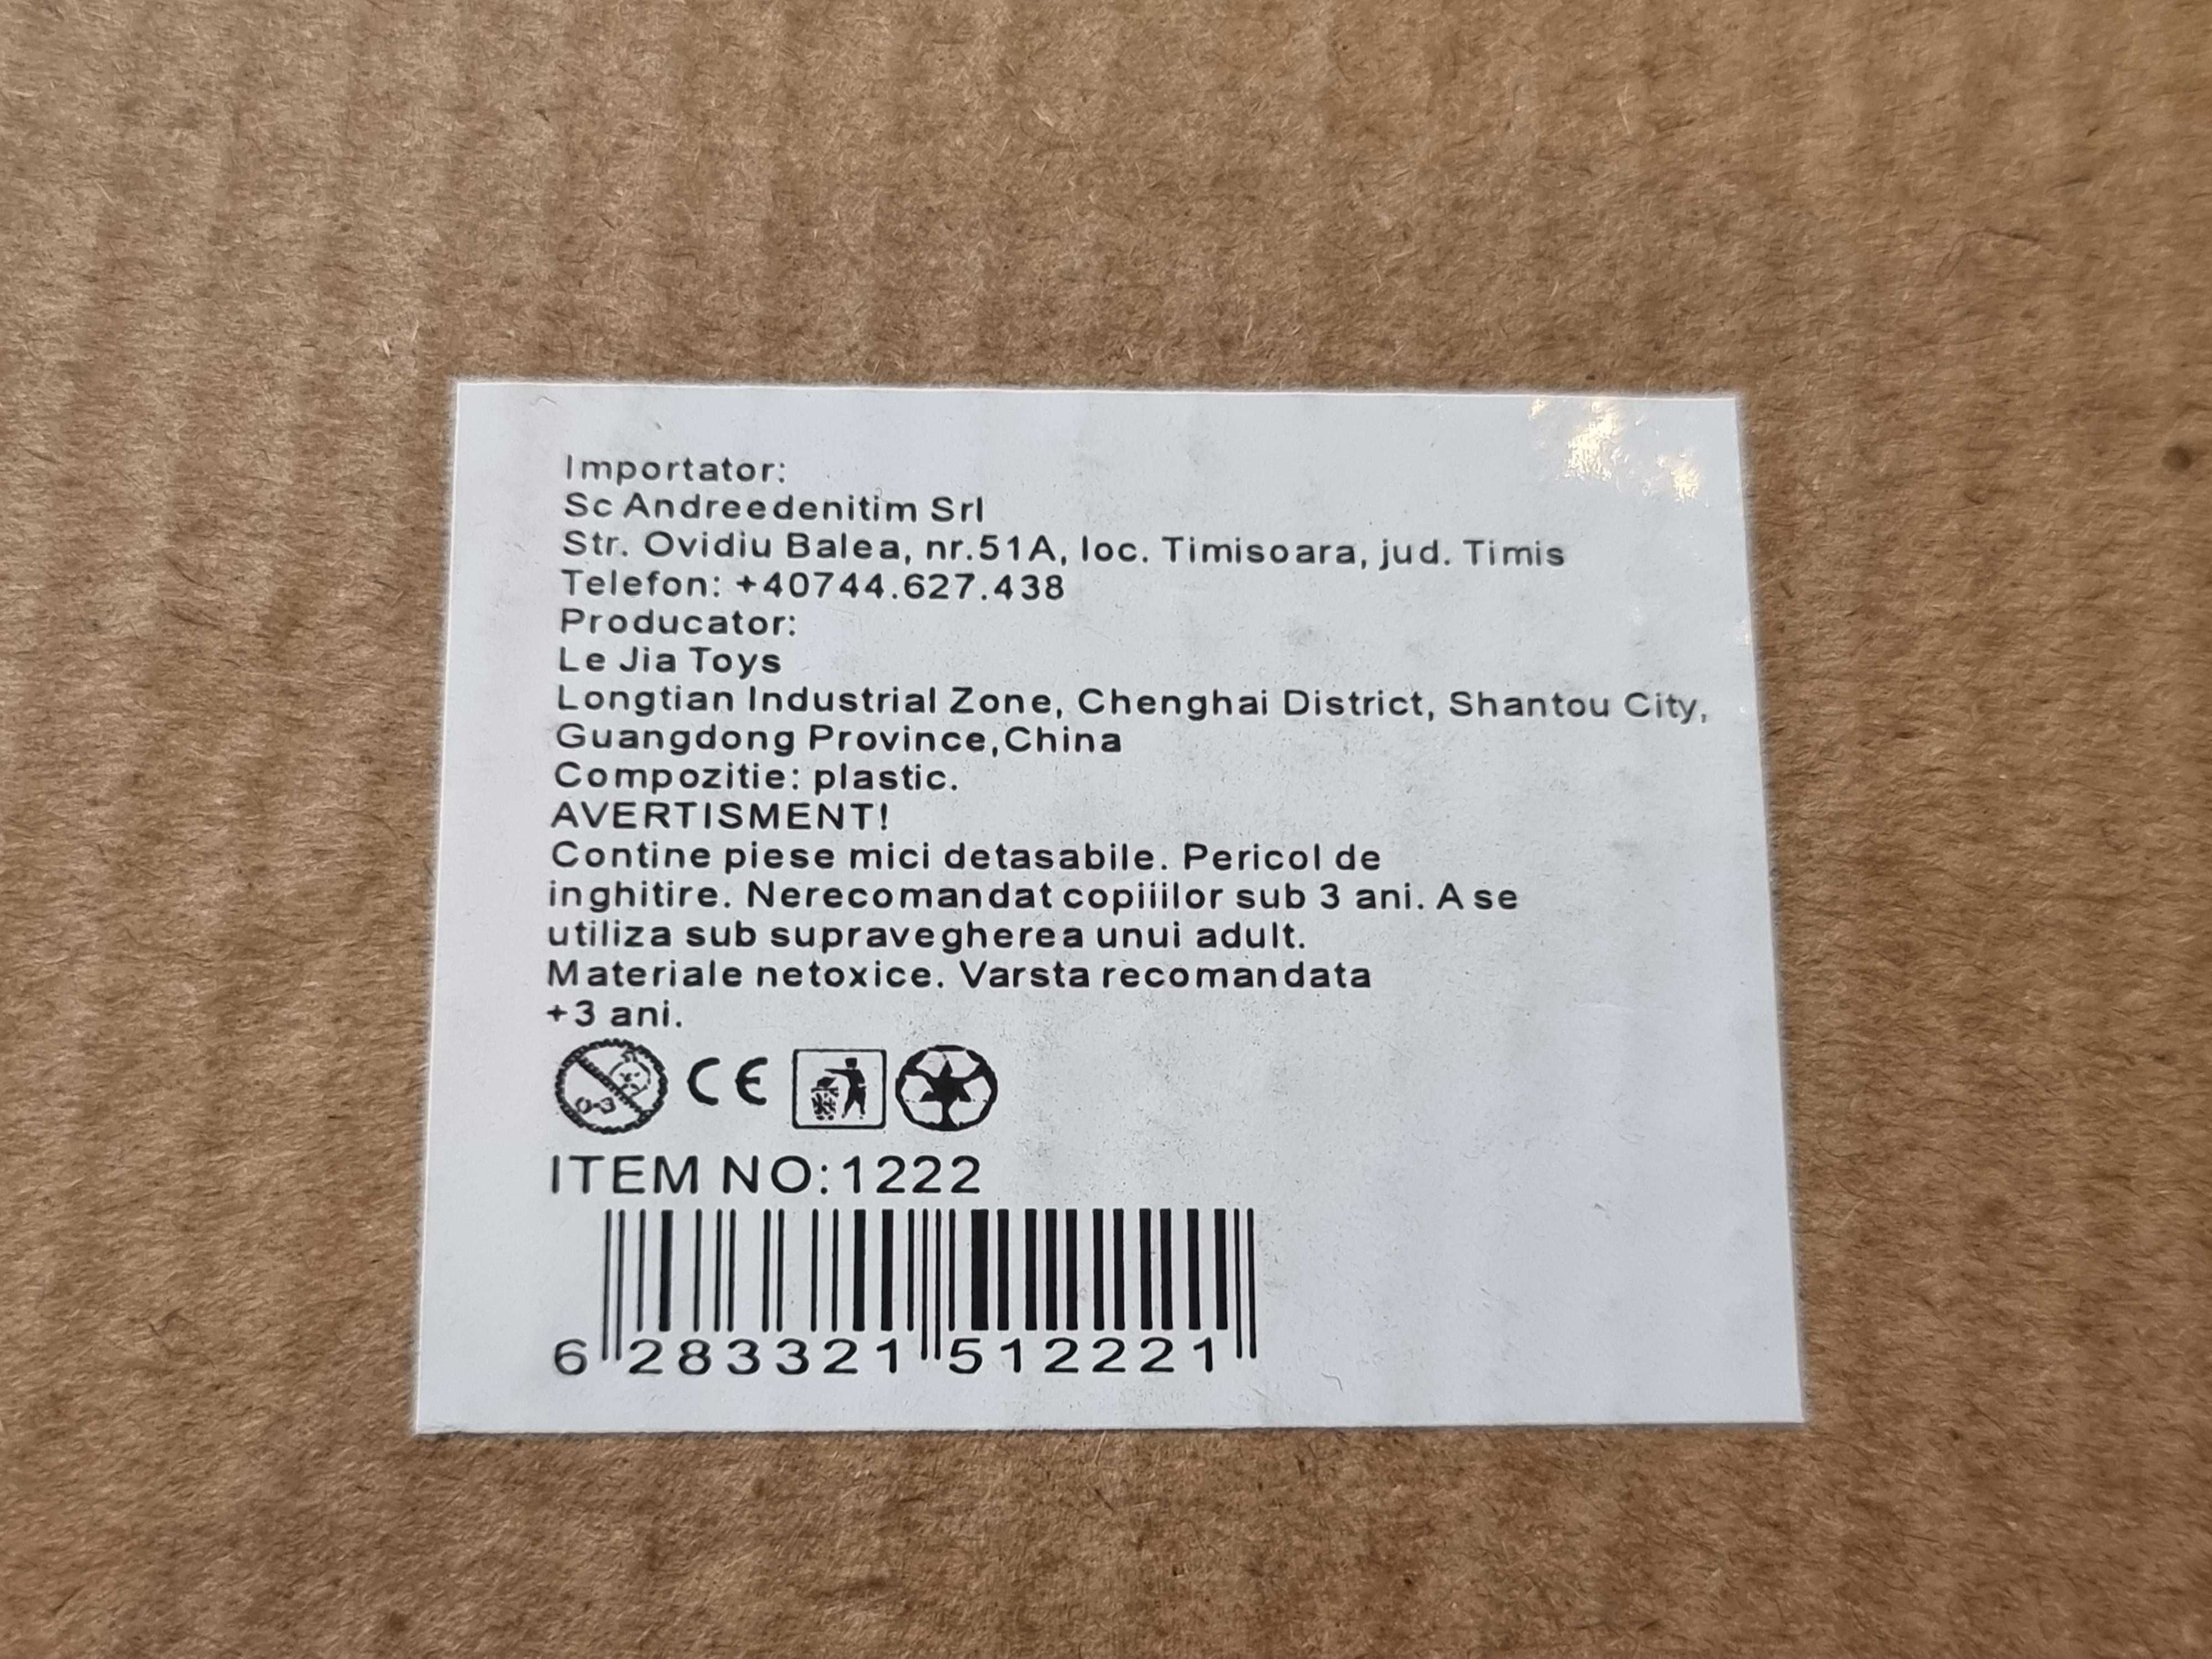 Importator:
Sc Andreedenitim Srl
Str. Ovidiu Balea, nr.51A, loc. Timisoara, jud. Timis
Telefon: +40744.627.438
Producator:
Le Jia Toys
Longtian Industrial Zone, Chenghai District, Shantou City,
Guangdong Province,China
Compozitie: plastic.
AVERTISMENT!
Contine piese mici detasabile. Pericol de
inghitire. Nerecomandat copiiilor sub 3 ani. A se
utiliza sub supravegherea unui adult.
Materiale netoxice. Varsta recomandata
+3 ani.
0-3 CE
ITEM NO:1222
6 283321 512221